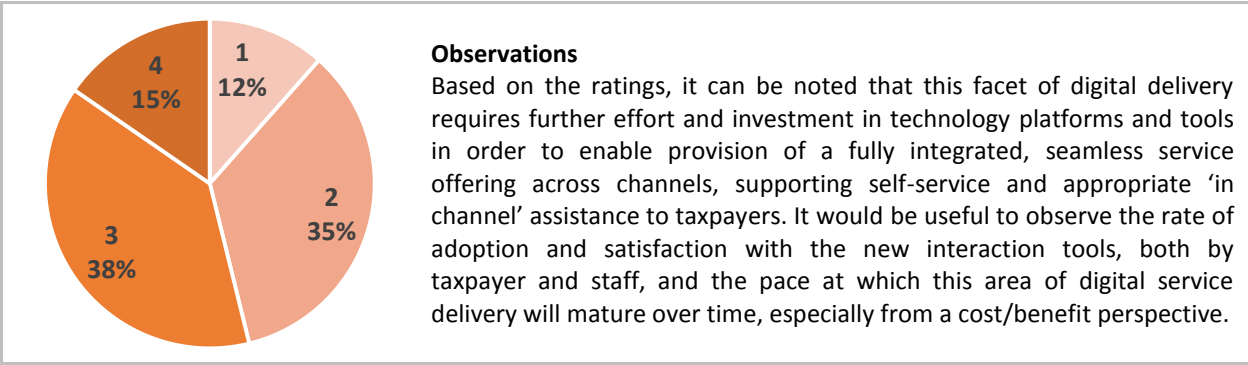 1
12%
2
35%
3
38%
4
15%
Observations
Based on the ratings, it can be noted that this facet of digital delivery
requires further effort and investment in technology platforms and tools
in order to enable provision of a fully integrated, seamless service
offering across channels, supporting self-service and appropriate ‘in
channel’ assistance to taxpayers. It would be useful to observe the rate of
adoption and satisfaction with the new interaction tools, both by
taxpayer and staff, and the pace at which this area of digital service
delivery will mature over time, especially from a cost/benefit perspective.